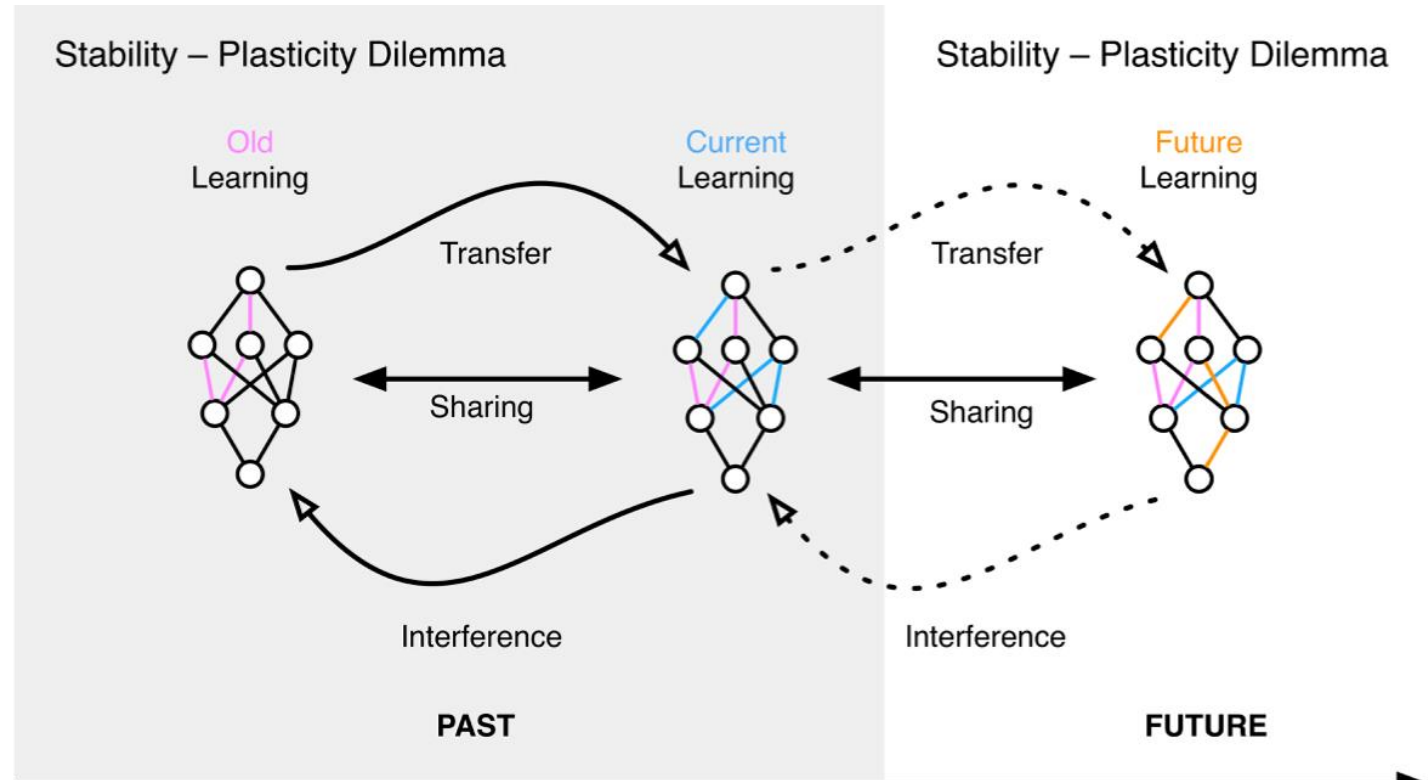 Stability – Plasticity Dilemma
Stability – Plasticity Dilemma
Old
Learning
Current
Learning
Future
Learning
Transfer
Transfer
Sharing
Sharing
Interference
Interference
PAST
FUTURE